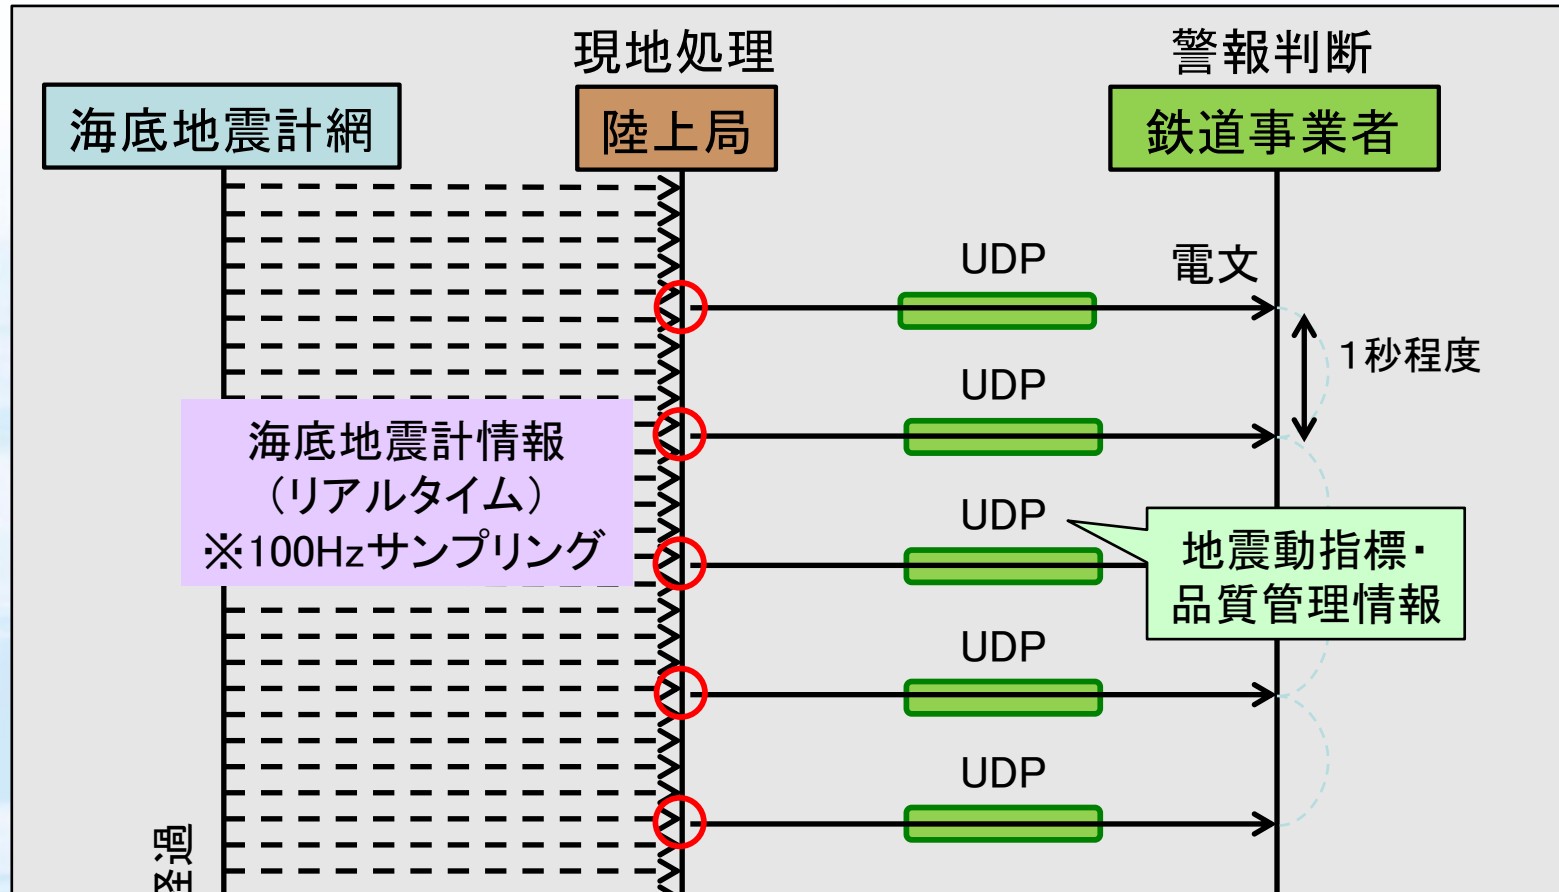 現地処理
警報判断
海底地震計網
陸上局
鉄道事業者
UDP
電文
1秒程度
UDP
海底地震計情報
（リアルタイム）
※100Hzサンプリング
UDP
地震動指標・
品質管理情報
UDP
UDP
経過